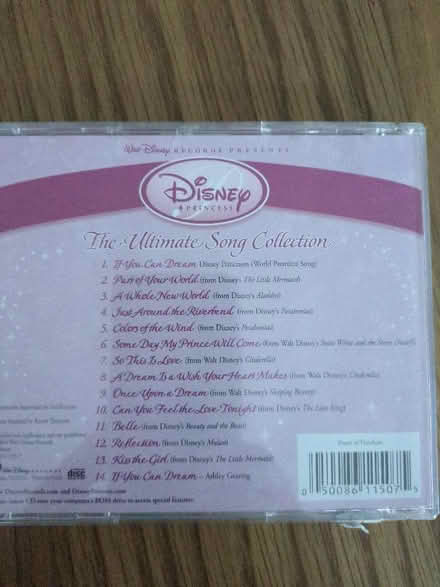 Walt Disney RECORDS PRESENTS
DISNEY
PRINCESS
The Ultimate Song Collection
1. If You Can Dream Disney Princesses (World Premiere Song)
2. Part of Your World (from Disney's The Little Mermaid)
3. A Whole New World (from Disney's Aladdin)
4. Just Around the Riverbend (from Disney's Pocahontas)
5. Colors of the Wind (from Disney's Pocahontas)
6. Some Day My Prince Will Come (from Walt Disney's Snow White and the Seven Dwarfs)
7. So This Is Love (from Walt Disney's Cinderella)
8. A Dream Is a Wish Your Heart Makes (from Walt Disney's Cinderella)
9. Once Upon a Dream (from Walt Disney's Sleeping Beauty)
10. Can You Feel the Love Tonight (from Disney's The Lion King)
11. Belle (from Disney's Beauty and the Beast)
12. Reflection (from Disney's Mulan)
13. Kiss the Girl (from Disney's The Little Mermaid)
14. If You Can Dream – Ashley Gearing
Proof of Purchase
0 50086 11507 5